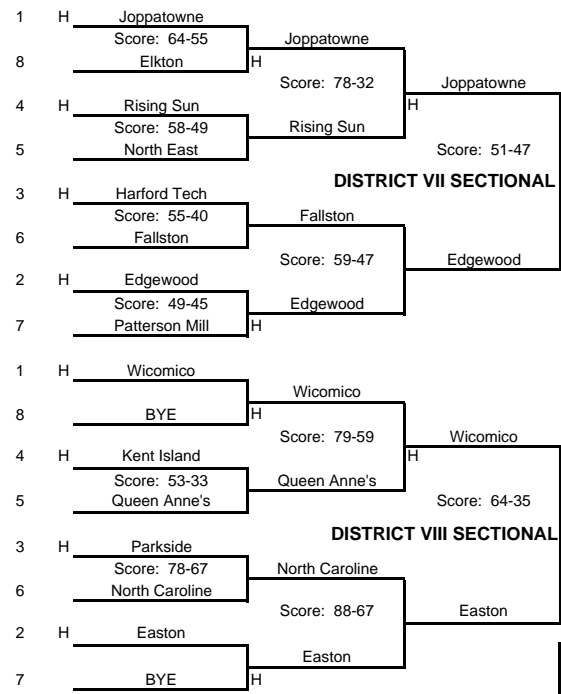 1 H Joppatowne
Score: 64-55 Joppatowne
8 Elkton H
Score: 78-32 Joppatowne
4 H Rising Sun H
Score: 58-49 Rising Sun
5 North East Score: 51-47
DISTRICT VII SECTIONAL
3 H Harford Tech
Score: 55-40 Fallston
6 Fallston
Score: 59-47 Edgewood
2 H Edgewood
Score: 49-45 Edgewood
7 Patterson Mill H
1 H Wicomico
Wicomico
8 BYE H
Score: 79-59 Wicomico
4 H Kent Island H
Score: 53-33 Queen Anne's
5 Queen Anne's Score: 64-35
DISTRICT VIII SECTIONAL
3 H Parkside
Score: 78-67 North Caroline
6 North Caroline
Score: 88-67 Easton
2 H Easton
Easton
7 BYE H